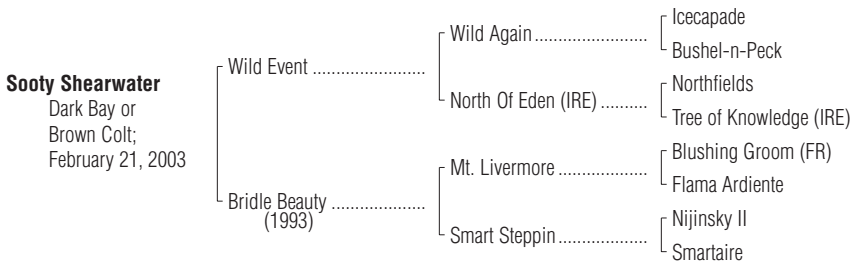 Sooty Shearwater
Dark Bay or
Brown Colt;
February 21, 2003
Wild Event ......................
Bridle Beauty ...................
(1993)
Wild Again .................
North Of Eden (IRE) ..........
Mt. Livermore ..................
Smart Steppin ..................
Icecapade
Bushel-n-Peck
Northfields
Tree of Knowledge (IRE)
Blushing Groom (FR)
Flama Ardiente
Nijinsky II
Smartaire